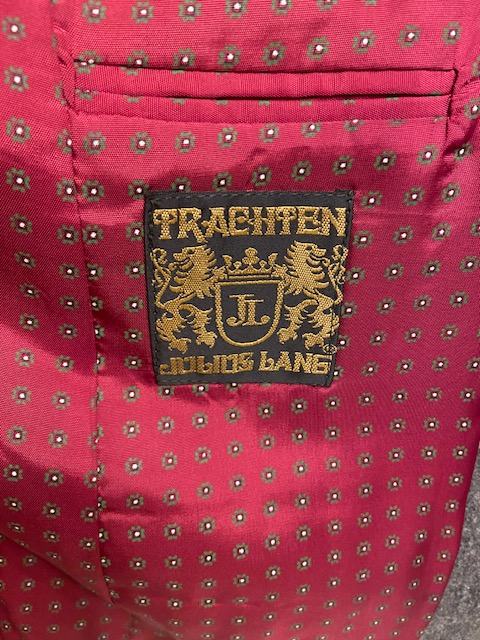 TRACHTEN
JL
®
JULIUS LANG